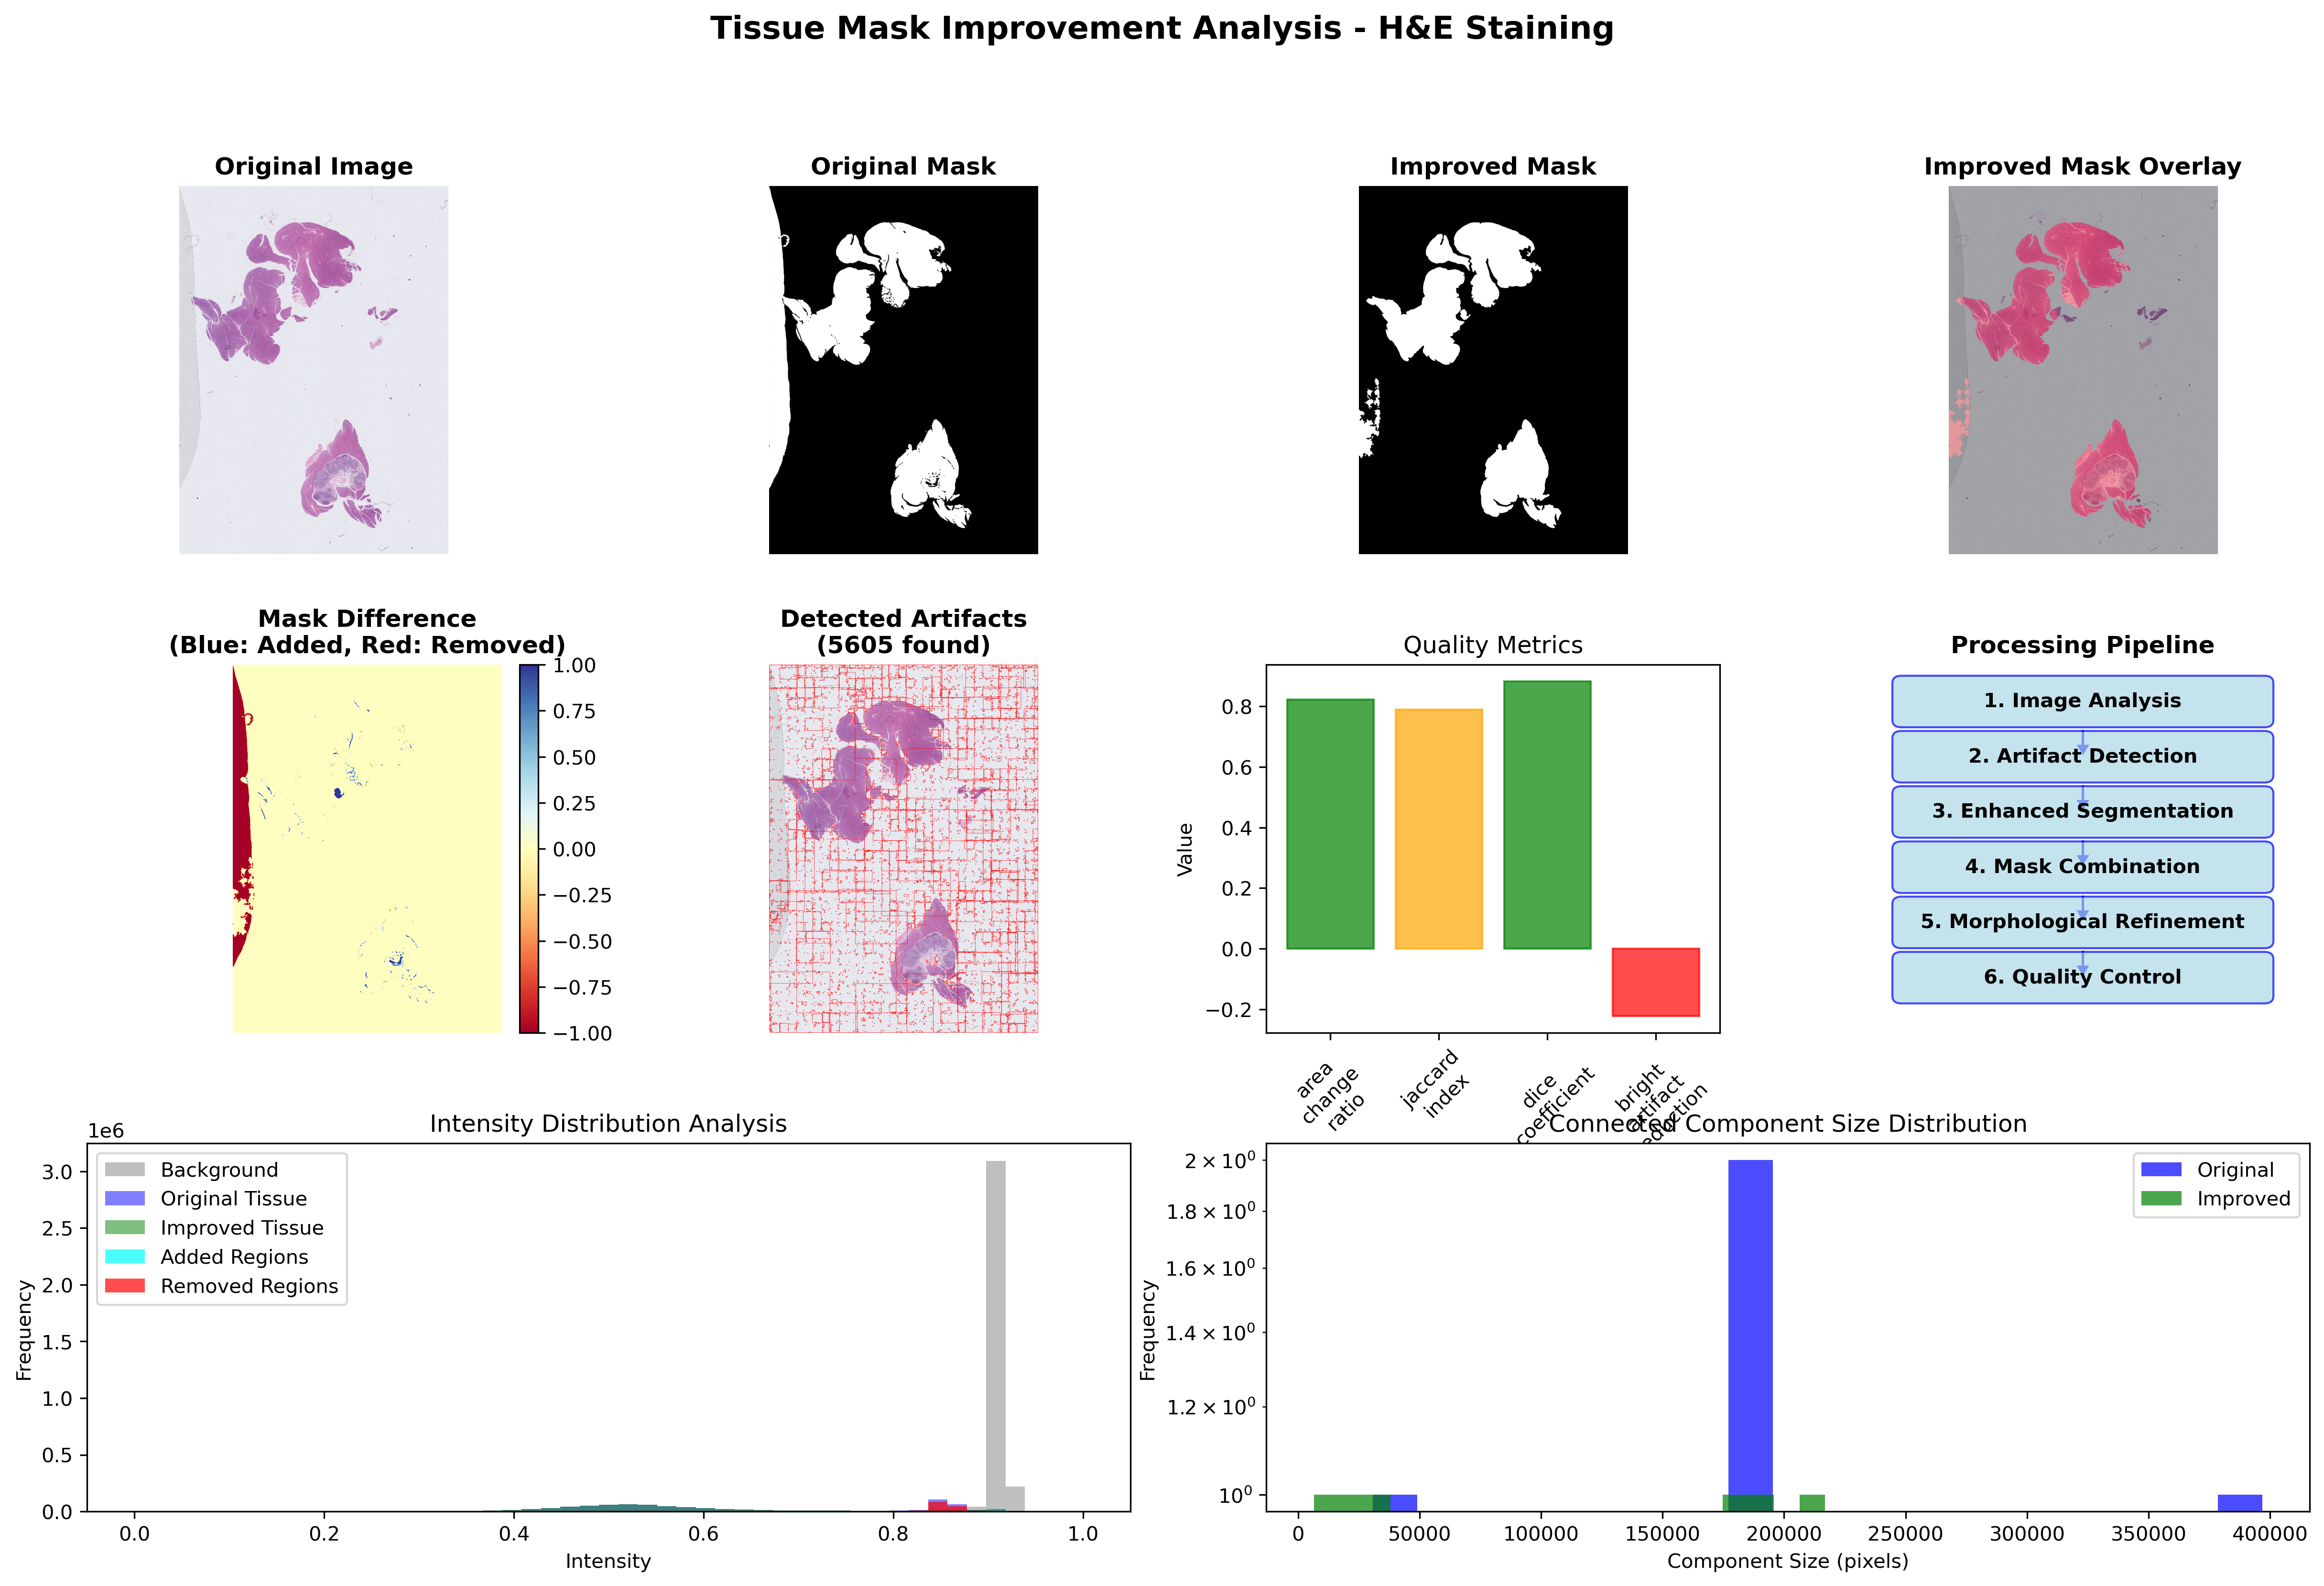 Tissue Mask Improvement Analysis - H&E Staining
Original Image
Original Mask
Improved Mask
Improved Mask Overlay
Mask Difference
(Blue: Added, Red: Removed)
1.00
0.75
0.50
0.25
0.00
−0.25
−0.50
−0.75
−1.00
Detected Artifacts
(5605 found)
Quality Metrics
Value
0.8
0.6
0.4
0.2
0.0
−0.2
area
change
ratio
jaccard
index
dice
coefficient
bright
artifact
Processing Pipeline
1. Image Analysis
2. Artifact Detection
3. Enhanced Segmentation
4. Mask Combination
5. Morphological Refinement
6. Quality Control
Intensity Distribution Analysis
1e6
Frequency
3.0
2.5
2.0
1.5
1.0
0.5
0.0
Background
Original Tissue
Improved Tissue
Added Regions
Removed Regions
0.0
0.2
0.4
0.6
0.8
1.0
Intensity
Connected Component Size Distribution
Frequency
2 × 10⁰
1.8 × 10⁰
1.6 × 10⁰
1.4 × 10⁰
1.2 × 10⁰
10⁰
Original
Improved
0
50000
100000
150000
200000
250000
300000
350000
400000
Component Size (pixels)